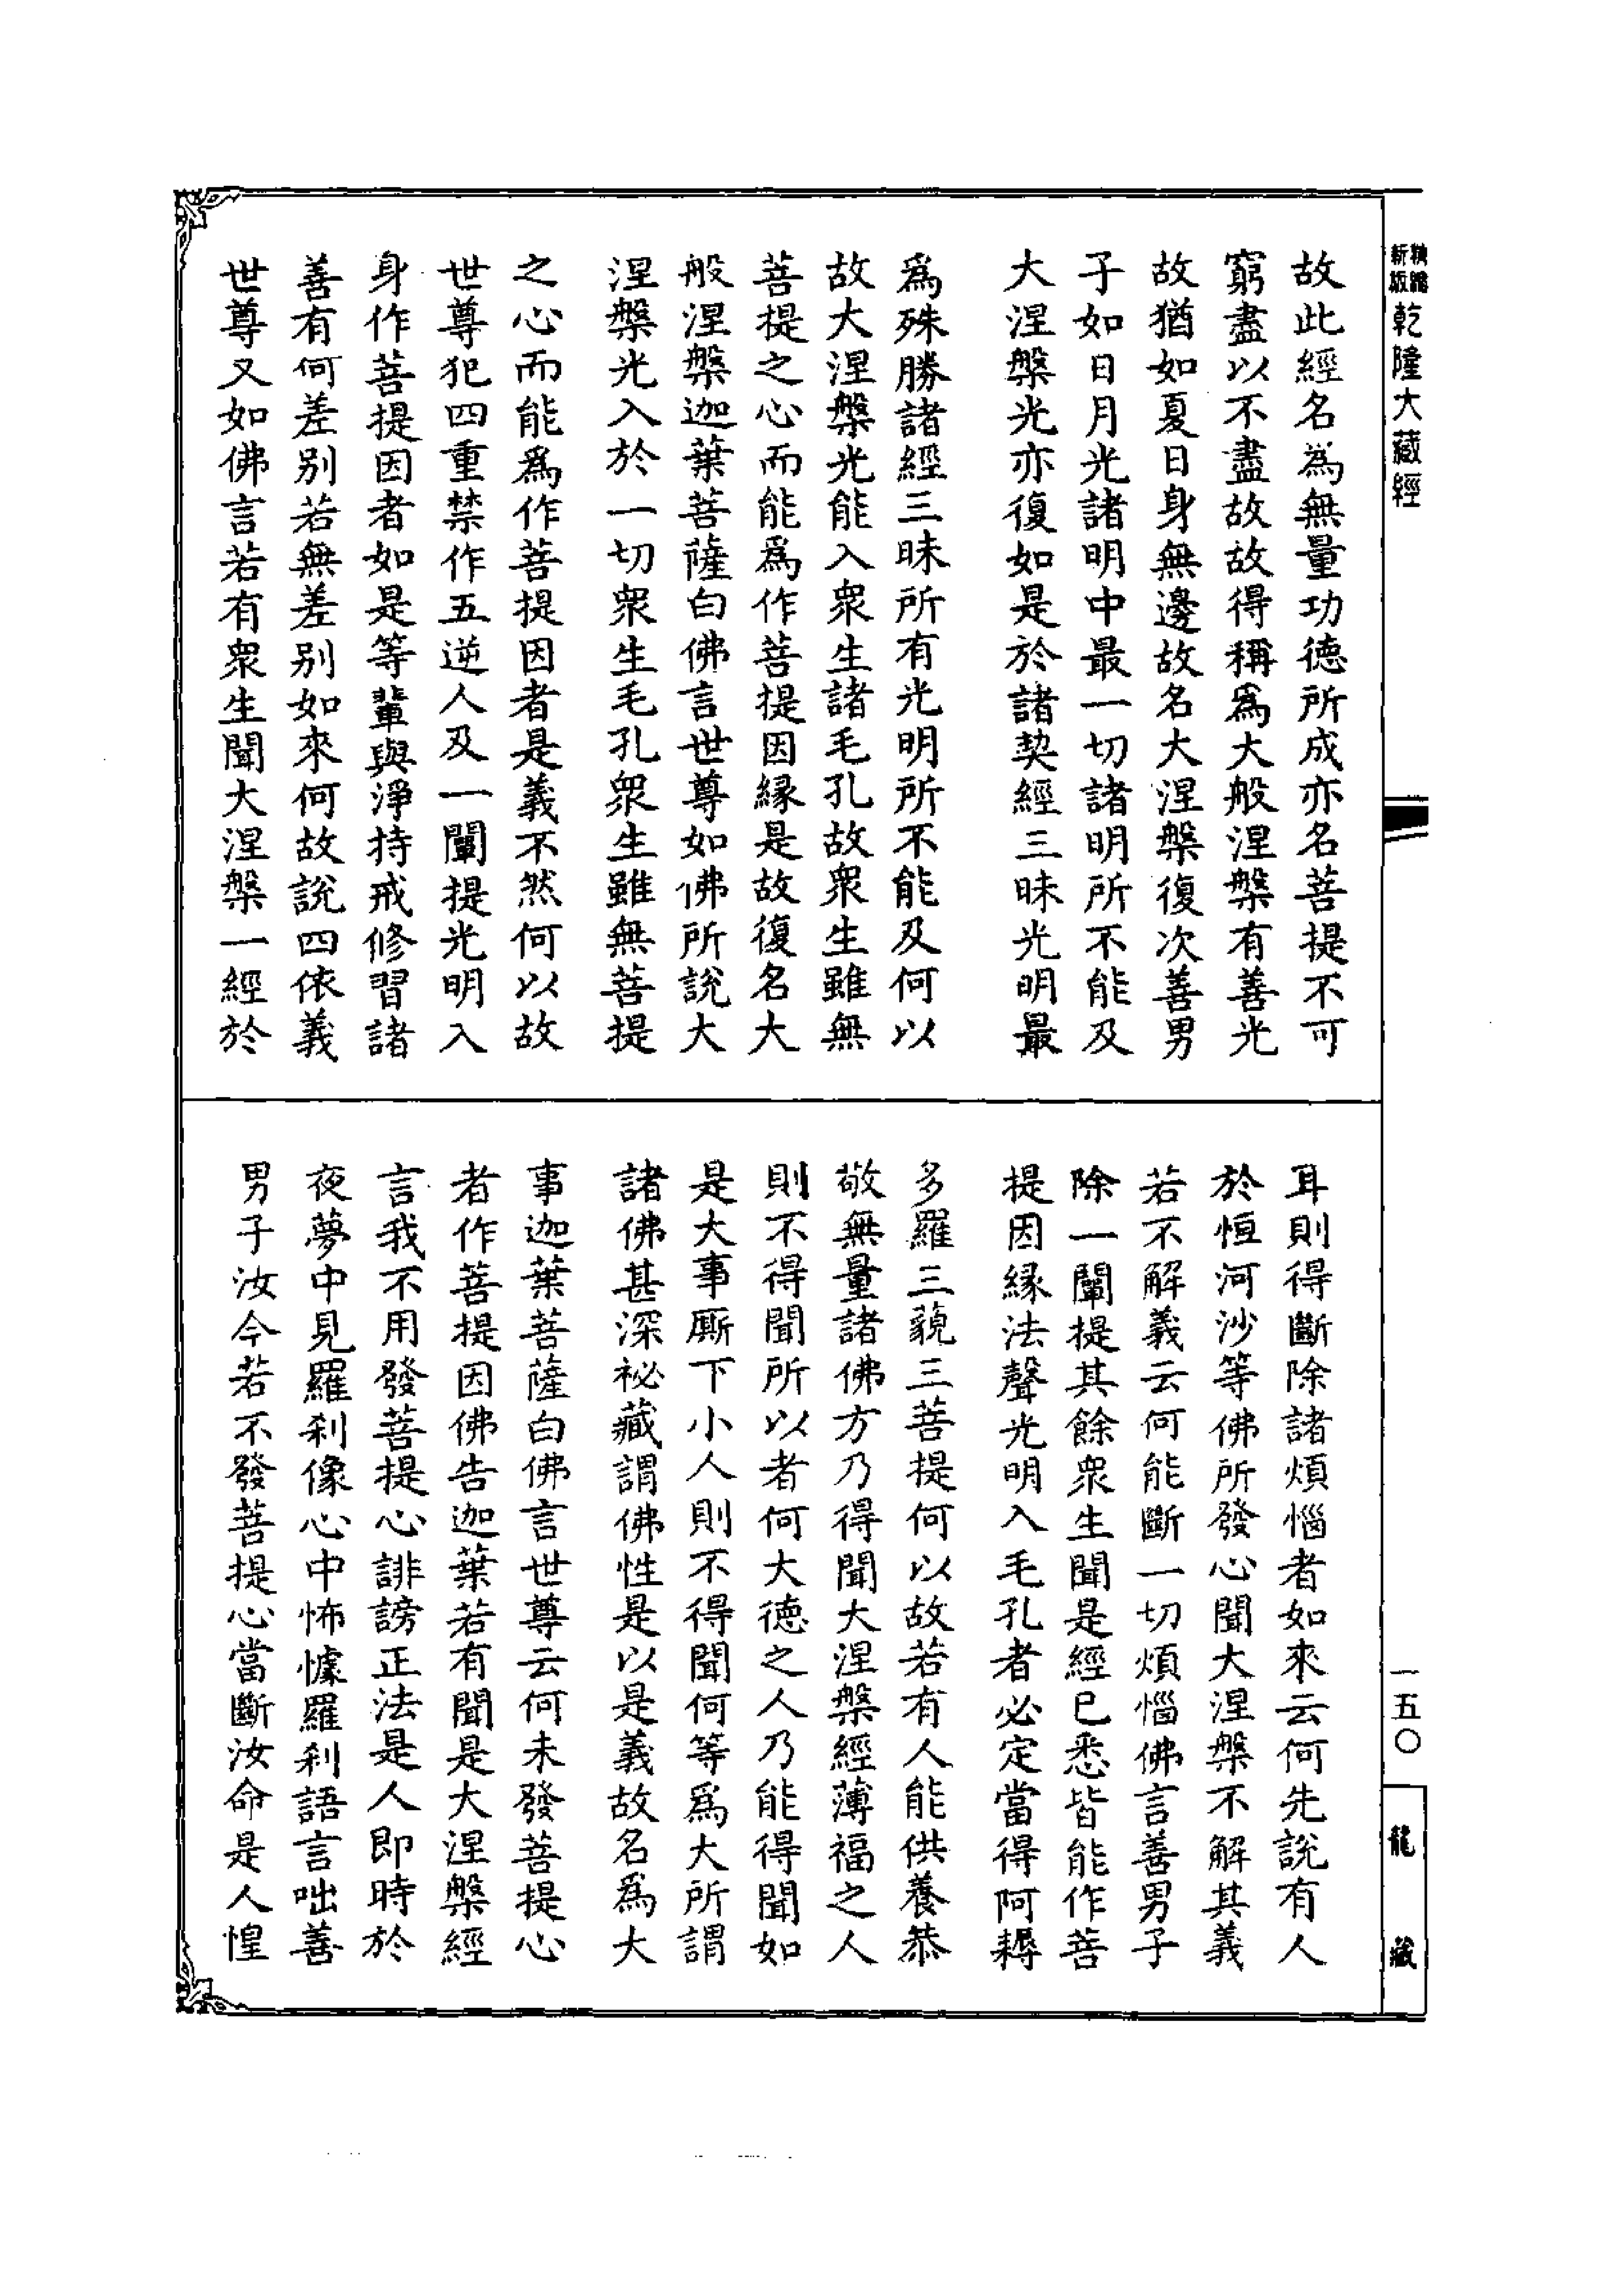 故此經名為無量功德所成亦名菩提不可
窮盡以不盡故故得稱爲大般涅槃有善光
故猶如夏日身無邊故名大涅槃復次善男
子如日月光諸明中最一切諸明所不能及
大涅槃光亦復如是於諸契經三昧光明最
爲殊勝諸經三昧所有光明所不能及何以
故大涅槃光能入衆生諸毛孔故衆生雖無
菩提之心而能爲作菩提因緣是故復名大
般涅槃迦葉菩薩白佛言世尊如佛所說大
涅槃光入於一切衆生毛孔衆生雖無菩提
之心而能爲作菩提因者是義不然何以故
世尊犯四重禁作五逆人及一闡提光明入
身作菩提因者如是等輩與淨持戒修習諸
善有何差别若無差别如來何故說四依義
世尊又如佛言若有衆生聞大涅槃一經於
耳則得斷除諸煩惱者如來云何先說有人
於恒河沙等佛所發心聞大涅槃不解其義
若不解義云何能斷一切煩惱佛言善男子
除一闡提其餘衆生聞是經已悉皆能作菩
提因緣法聲光明入毛孔者必定當得阿耨
多羅三藐三菩提何以故若有人能供養恭
敬無量諸佛方乃得聞大涅槃經薄福之人
則不得聞所以者何大德之人乃能得聞如
是大事厮下小人則不得聞何等爲大所謂
諸佛甚深祕藏謂佛性是以是義故名爲大
事迦葉菩薩白佛言世尊云何未發菩提心
者作菩提因佛告迦葉若有聞是大涅槃經
言我不用發菩提心誹謗正法是人即時於
夜夢中見羅刹像心中怖懅羅刹語言咄善
男子汝今若不發菩提心當斷汝命是人惶
新版
乾隆大藏經
一五〇
龍藏